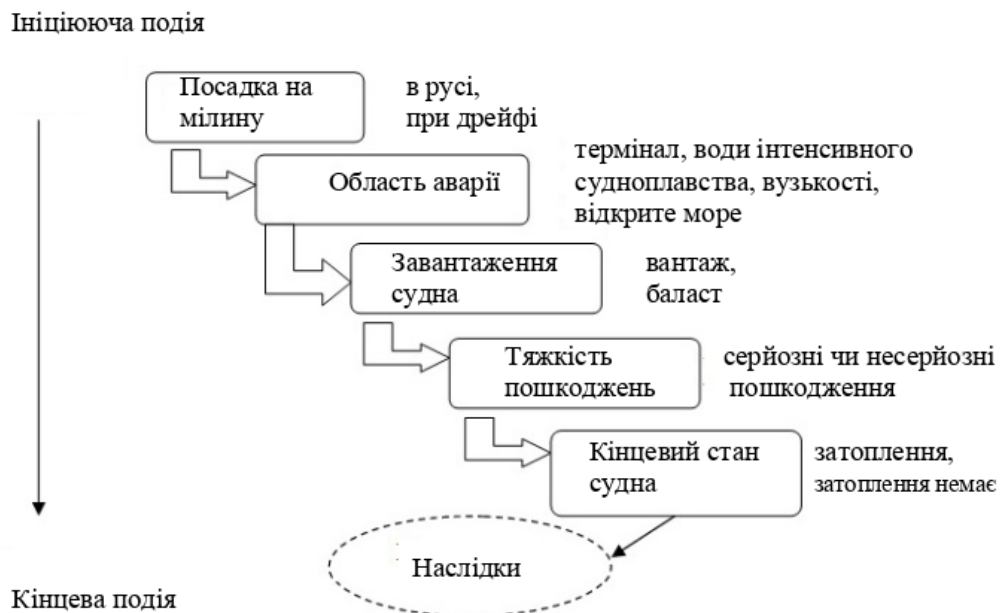 Ініціююча подія
Посадка на
мілину
в русі,
при дрейфі
Область аварії
термінал, води інтенсивного
судноплавства, вузькості,
відкрите море
Завантаження
судна
вантаж,
баласт
Тяжкість
пошкоджень
серйозні чи несерйозні
пошкодження
Кінцевий стан
судна
затоплення,
затоплення немає
Наслідки
Кінцева подія